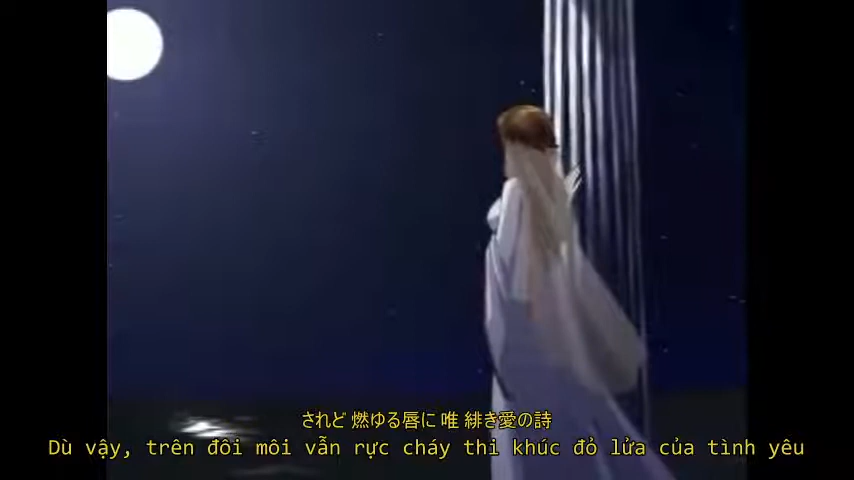 されど 燃ゆる唇に 唯 緋き愛の詩
Dù vậy, trên đôi môi vẫn rực cháy thi khúc đỏ lửa của tình yêu